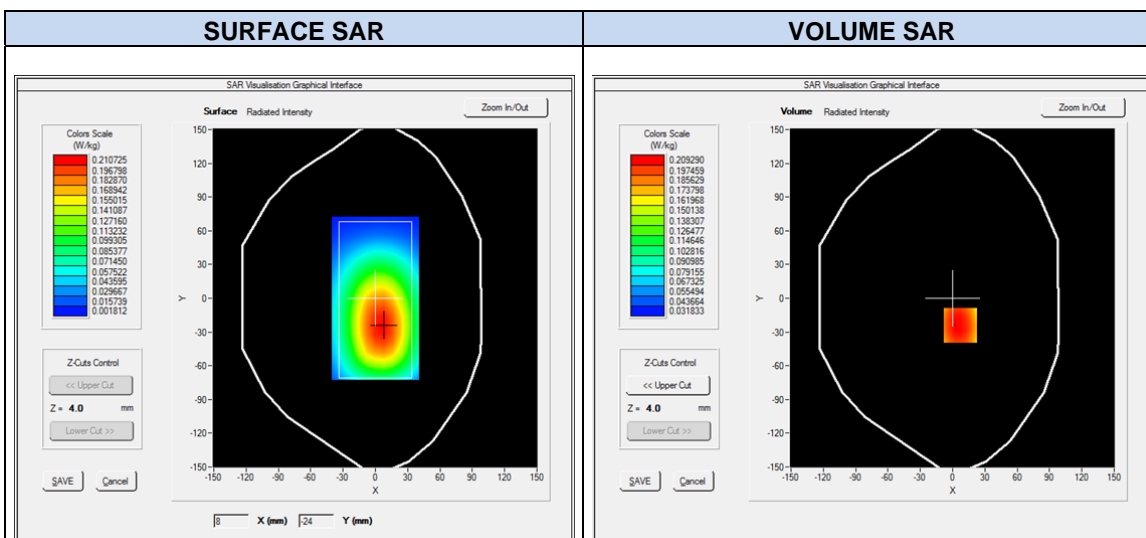 SURFACE SAR
VOLUME SAR
SAR Visualisation Graphical Interface
Surface Radiated Intensity
Zoom In/Out
Colors Scale
(W/kg)
0.210725
0.196798
0.182870
0.168942
0.155015
0.141087
0.127160
0.113232
0.099305
0.085377
0.071450
0.057522
0.043595
0.029667
0.015739
0.001812
Z-Cuts Control
<< Upper Cut
Z = 4.0 mm
Lower Cut >>
SAVE Cancel
150
120
90
60
30
0
-30
-60
-90
-120
-150
Y
-150 -120 -90 -60 -30 0 30 60 90 120 150
X
8 X (mm) -24 Y (mm)
SAR Visualisation Graphical Interface
Volume Radiated Intensity
Zoom In/Out
Colors Scale
(W/kg)
0.209290
0.197459
0.185629
0.173798
0.161968
0.150138
0.138307
0.126477
0.114646
0.102816
0.090985
0.079155
0.067325
0.055494
0.043664
0.031833
Z-Cuts Control
<< Upper Cut
Z = 4.0 mm
Lower Cut >>
SAVE Cancel
150
120
90
60
30
0
-30
-60
-90
-120
-150
Y
-150 -120 -90 -60 -30 0 30 60 90 120 150
X